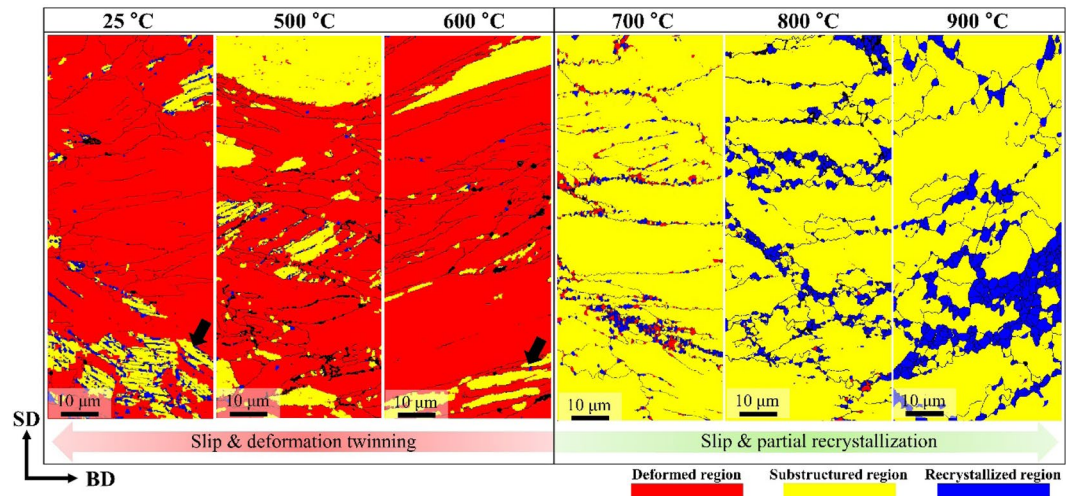 25 °C 500 °C 600 °C 700 °C 800 °C 900 °C
10 μm 10 μm 10 μm 10 μm 10 μm 10 μm
SD
Slip & deformation twinning Slip & partial recrystallization
BD
Deformed region Substructured region Recrystallized region